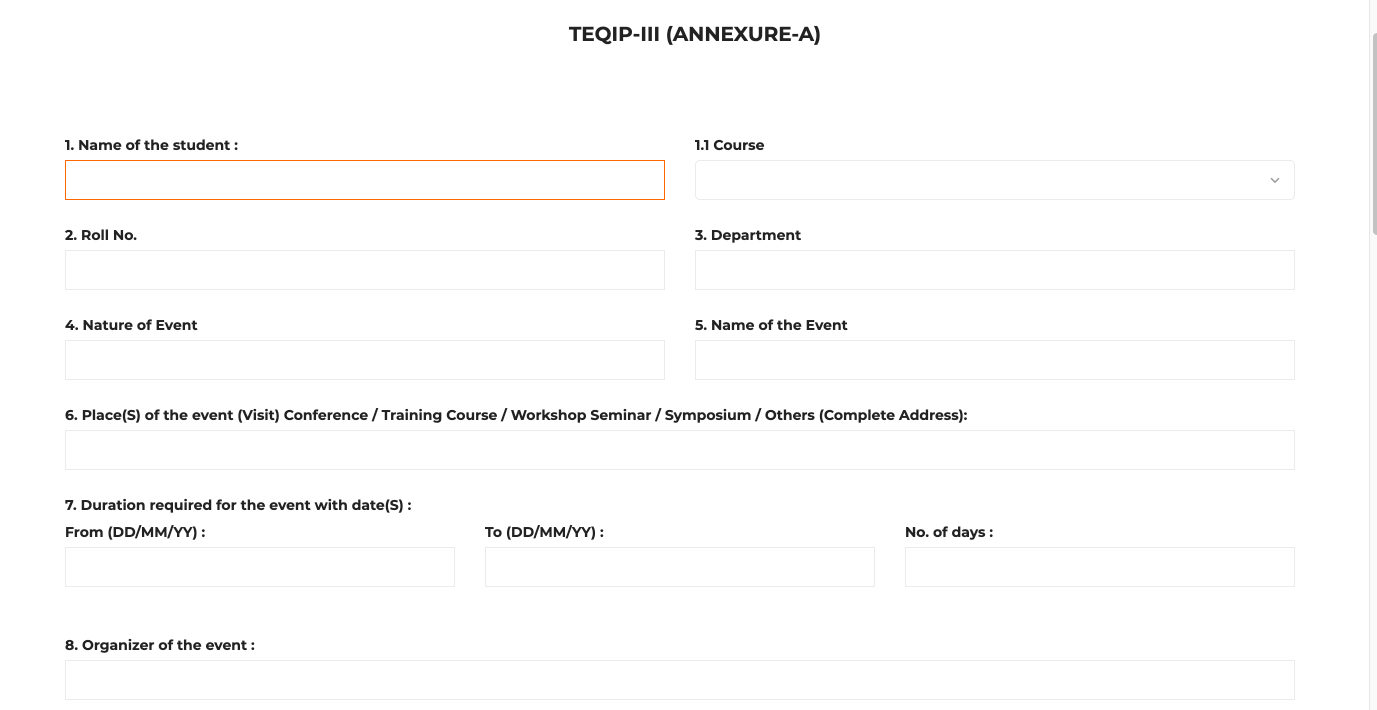 TEQIP-III (ANNEXURE-A)
1. Name of the student :
1.1 Course
2. Roll No.
3. Department
4. Nature of Event
5. Name of the Event
6. Place(S) of the event (Visit) Conference / Training Course / Workshop Seminar / Symposium / Others (Complete Address):
7. Duration required for the event with date(S) :
From (DD/MM/YY) :
To (DD/MM/YY) :
No. of days :
8. Organizer of the event :